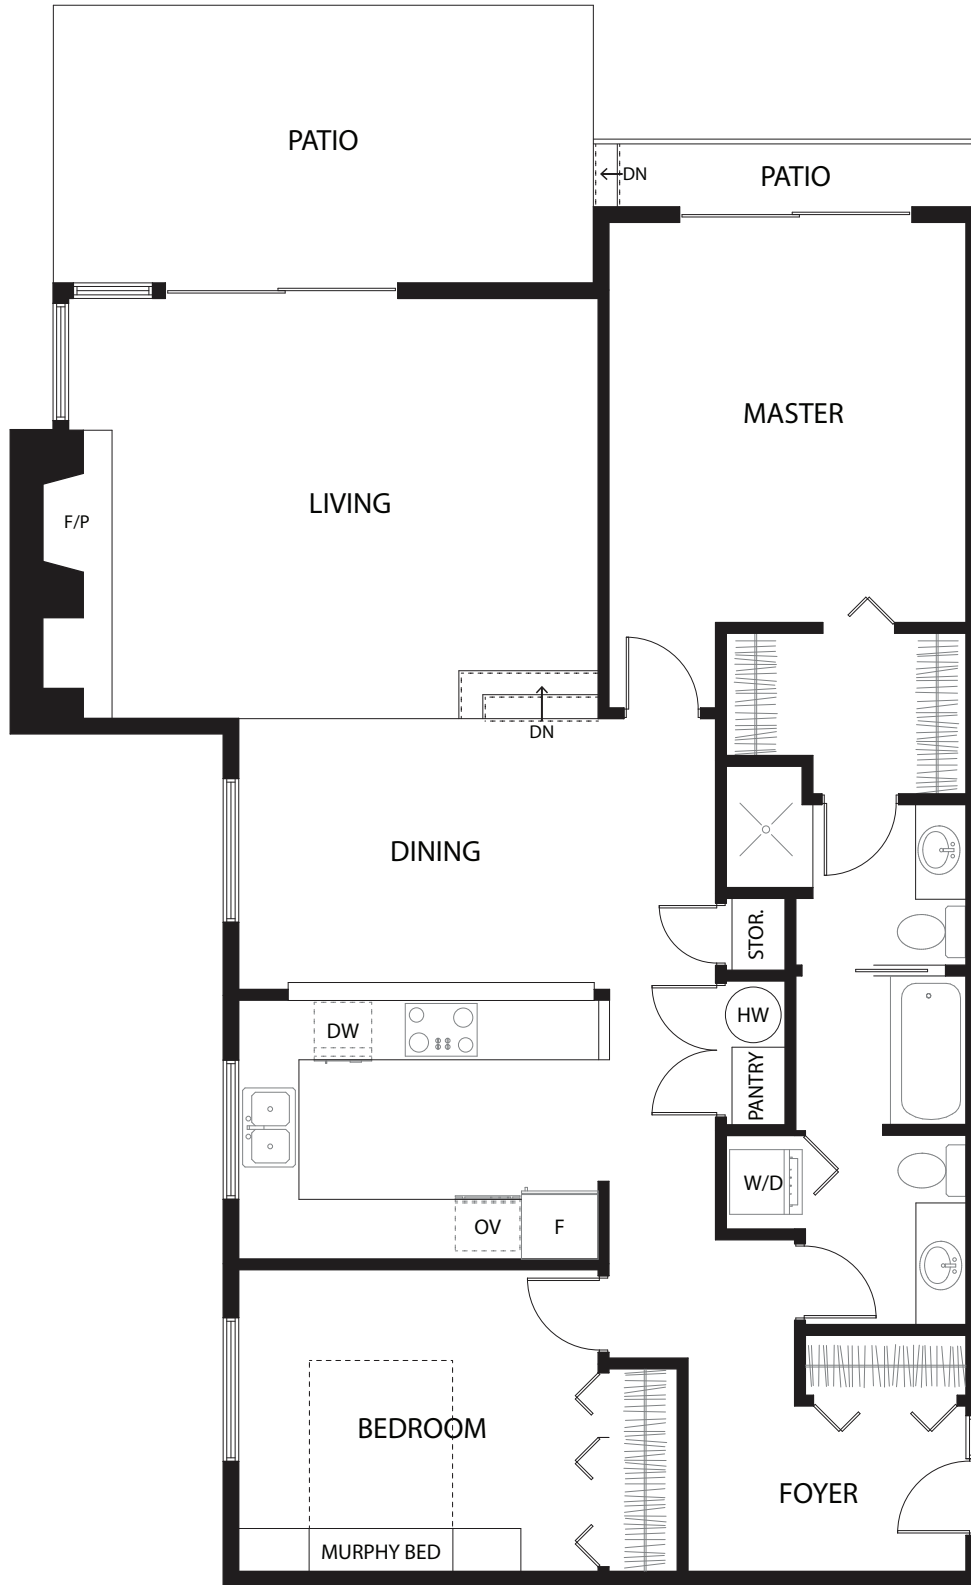 PATIO
DN
PATIO
MASTER
LIVING
F/P
DN
DINING
STOR.
HW
DW
PANTRY
W/D
OV
F
BEDROOM
FOYER
MURPHY BED